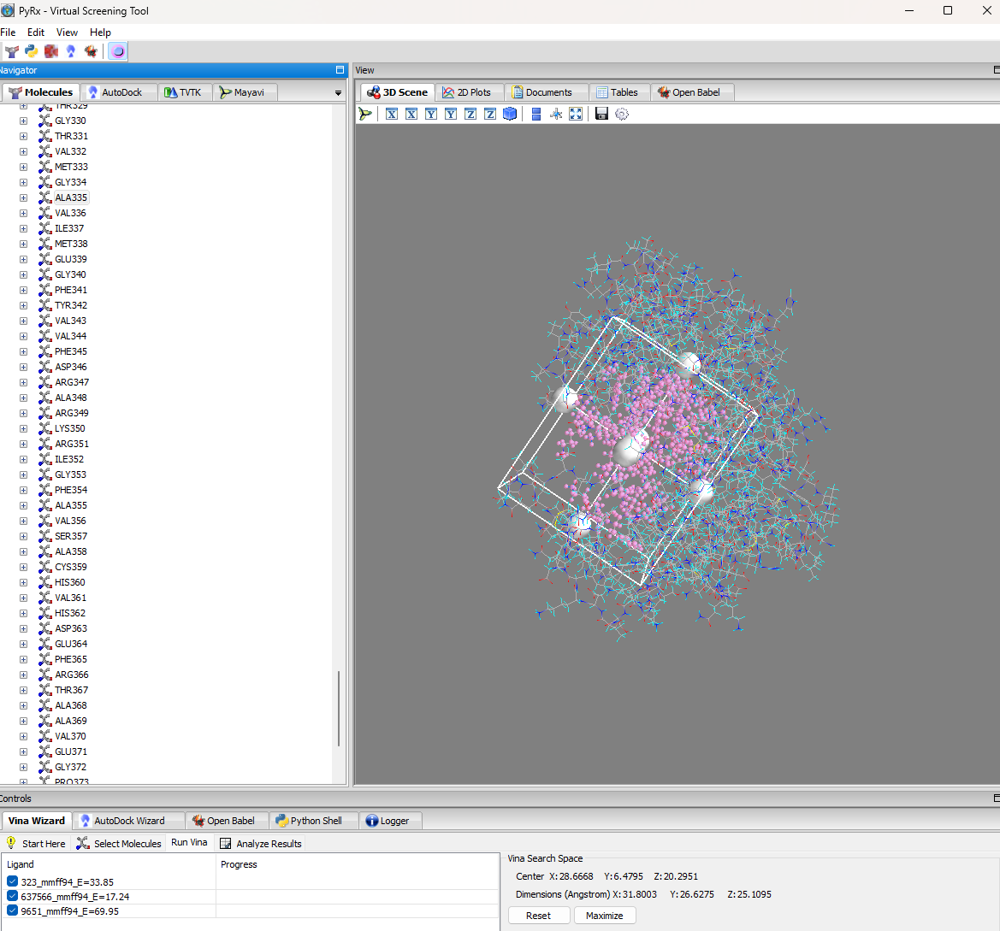 PyRx - Virtual Screening Tool
File Edit View Help
Navigator
View
Molecules AutoDock TVTK Mayavi
3D Scene 2D Plots Documents Tables Open Babel
X X Y Y Z Z
THR329
GLY330
THR331
VAL332
MET333
GLY334
ALA335
VAL336
ILE337
MET338
GLU339
GLY340
PHE341
TYR342
VAL343
VAL344
PHE345
ASP346
ARG347
ALA348
ARG349
LYS350
ARG351
ILE352
GLY353
PHE354
ALA355
VAL356
SER357
ALA358
CYS359
HIS360
VAL361
HIS362
ASP363
GLU364
PHE365
ARG366
THR367
ALA368
ALA369
VAL370
GLU371
GLY372
PRO373
Controls
Vina Wizard AutoDock Wizard Open Babel Python Shell Logger
Start Here Select Molecules Run Vina Analyze Results
Ligand Progress
323_mmff94_E=33.85
637566_mmff94_E=17.24
9651_mmff94_E=69.95
Vina Search Space
Center X:28.6668 Y:6.4795 Z:20.2951
Dimensions (Angstrom) X:31.8003 Y:26.6275 Z:25.1095
Reset Maximize